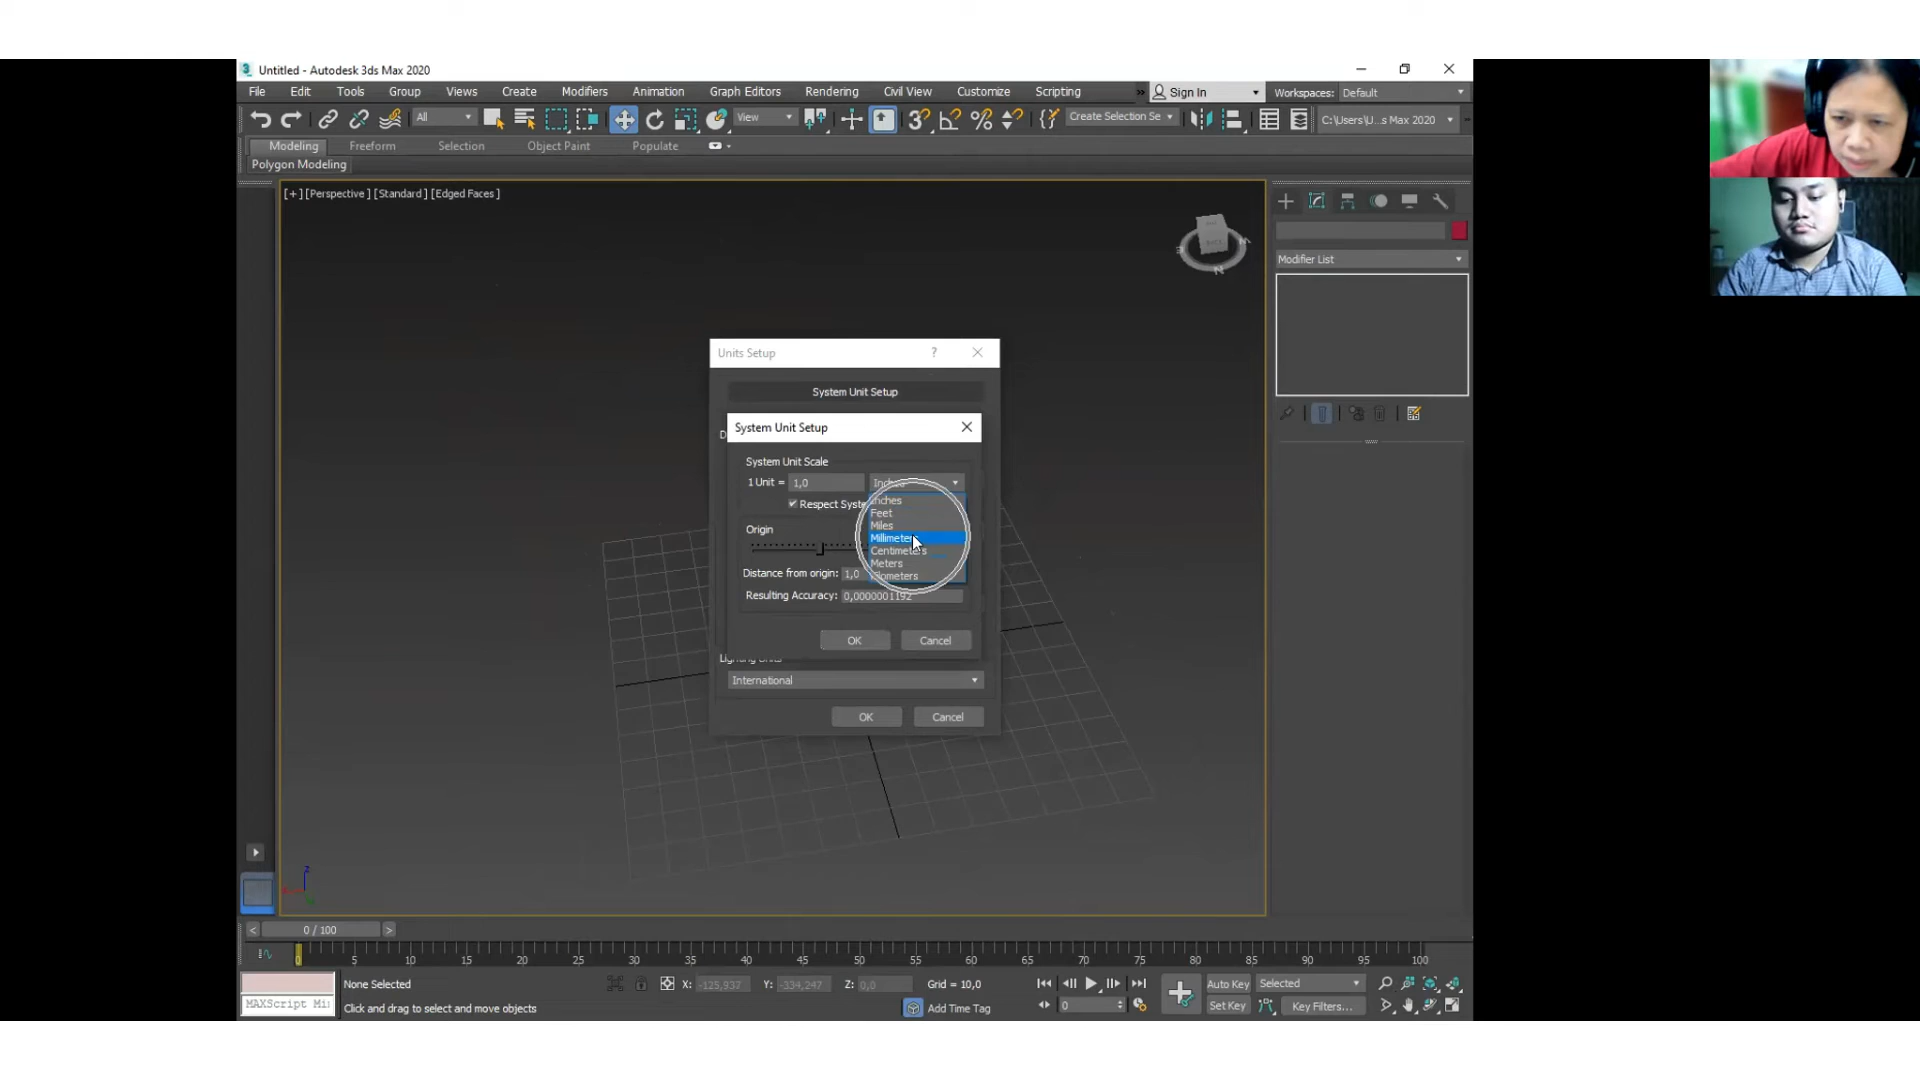 Untitled - Autodesk 3ds Max 2020
File Edit Tools Group Views Create Modifiers Animation Graph Editors Rendering Civil View Customize Scripting » Sign In Workspaces: Default
All View Create Selection Se C:\Users\U...s Max 2020
Modeling Freeform Selection Object Paint Populate
Polygon Modeling
[+] [Perspective ] [Standard ] [Edged Faces ]
Modifier List
Units Setup ?
System Unit Setup
System Unit Setup
System Unit Scale
1 Unit = 1,0 Inches
Respect Syst
Inches
Feet
Miles
Millimeters
Centimeters
Meters
Kilometers
Origin
Distance from origin: 1,0
Resulting Accuracy: 0,0000001192
OK Cancel
Lighting Units
International
OK Cancel
< 0 / 100 >
0 5 10 15 20 25 30 35 40 45 50 55 60 65 70 75 80 85 90 95 100
None Selected X: -125,937 Y: -334,247 Z: 0,0 Grid = 10,0 Auto Key Selected
MAXScript Mi Click and drag to select and move objects Add Time Tag 0 Set Key Key Filters...